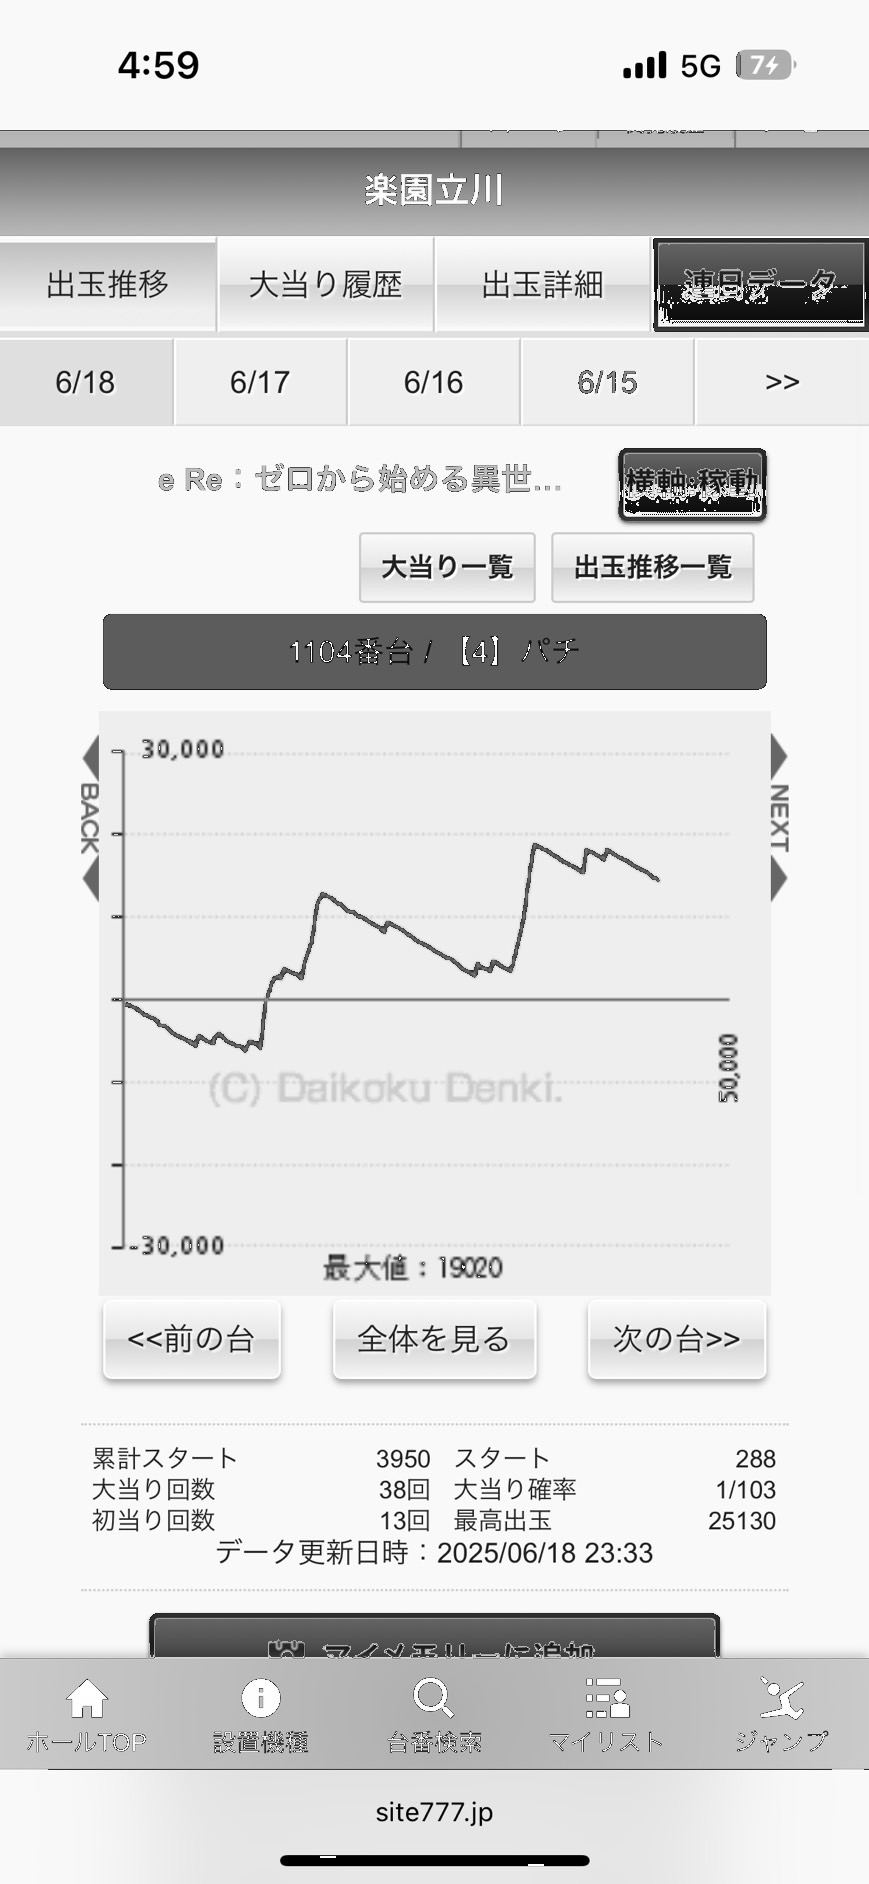 4:59 5G 7
楽園立川
出玉推移 大当り履歴 出玉詳細 連日データ
6/18 6/17 6/16 6/15 >>
e Re：ゼロから始める異世... 横軸:稼動
大当り一覧 出玉推移一覧
1104番台 / 【4】 パチ
30,000
BACK
NEXT
50,000
(C) Daikoku Denki.
-30,000
最大値：19020
<<前の台 全体を見る 次の台>>
累計スタート 3950 スタート 288
大当り回数 38回 大当り確率 1/103
初当り回数 13回 最高出玉 25130
データ更新日時：2025/06/18 23:33
マイメモリーに追加
ホールTOP 設置機種 台番検索 マイリスト ジャンプ
site777.jp